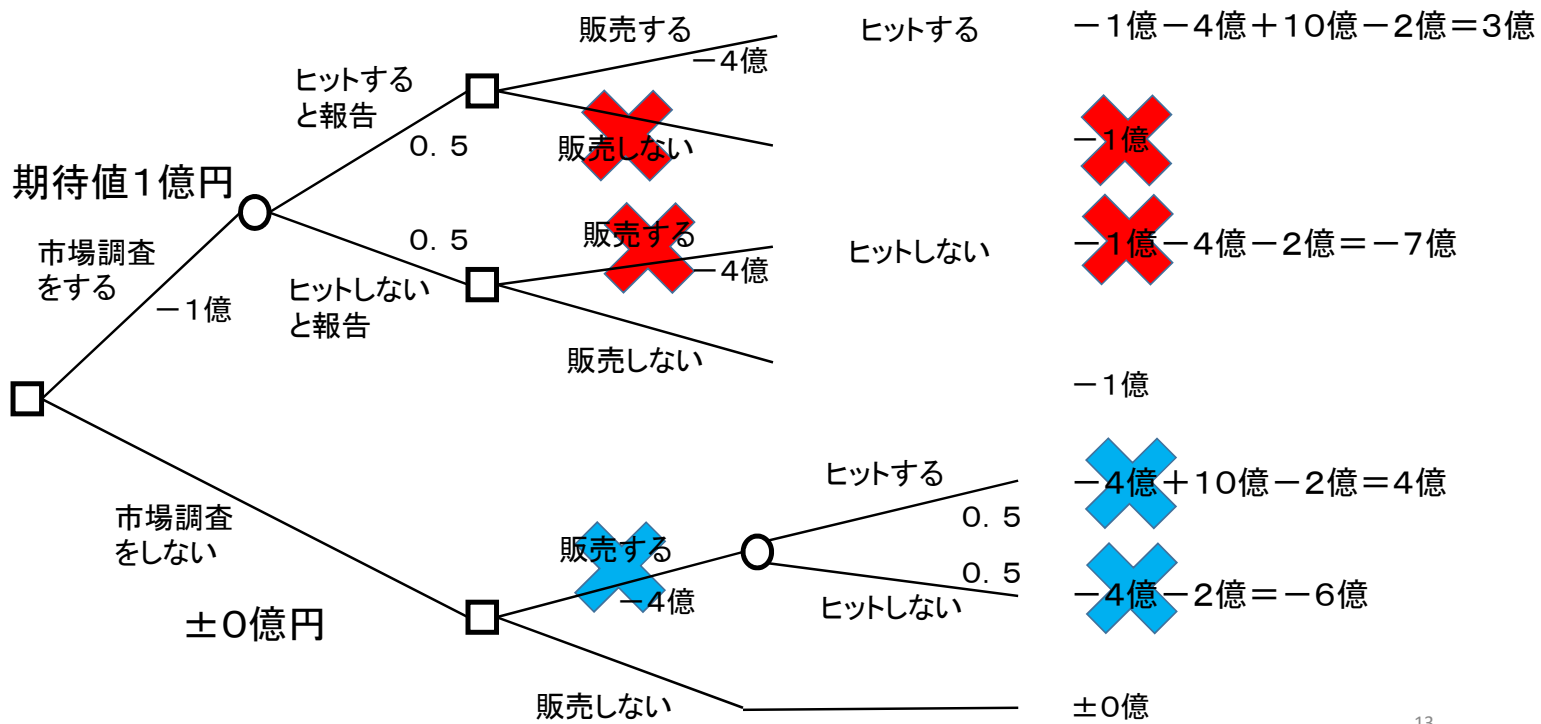 販売する
ヒットする
－１億－４億＋１０億－２億＝３億
－４億
ヒットする
と報告
０．５
販売しない
－１億
期待値１億円
０．５
販売する
－４億
ヒットしない
－１億－４億－２億＝－７億
市場調査
をする
－１億
ヒットしない
と報告
販売しない
－１億
ヒットする
０．５
－４億＋１０億－２億＝４億
市場調査
をしない
販売する
－４億
０．５
ヒットしない
－４億－２億＝－６億
±０億円
販売しない
±０億
13